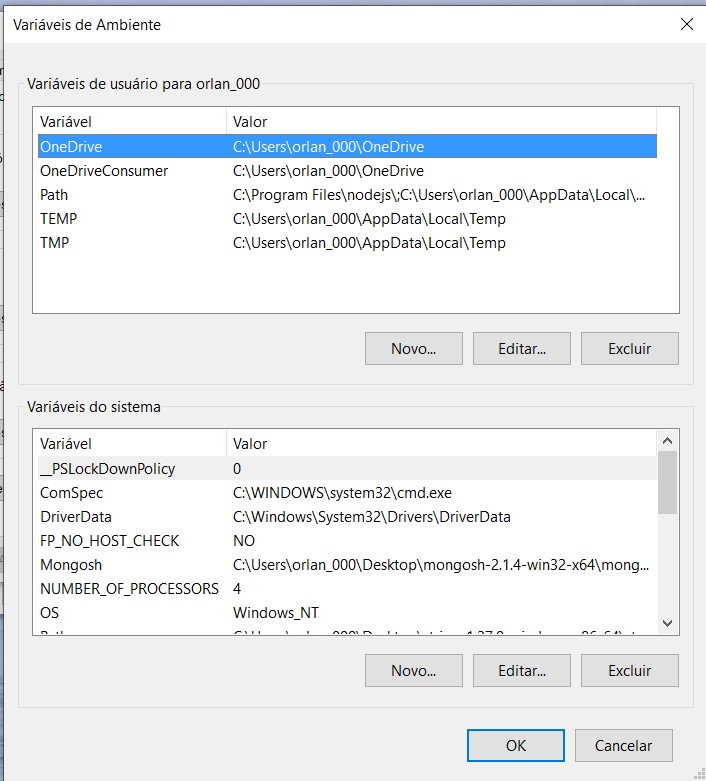 Variáveis de Ambiente
Variáveis de usuário para orlan_000
Variável Valor
OneDrive C:\Users\orlan_000\OneDrive
OneDriveConsumer C:\Users\orlan_000\OneDrive
Path C:\Program Files\nodejs\;C:\Users\orlan_000\AppData\Local\...
TEMP C:\Users\orlan_000\AppData\Local\Temp
TMP C:\Users\orlan_000\AppData\Local\Temp
Novo... Editar... Excluir
Variáveis do sistema
Variável Valor
__PSLockDownPolicy 0
ComSpec C:\WINDOWS\system32\cmd.exe
DriverData C:\Windows\System32\Drivers\DriverData
FP_NO_HOST_CHECK NO
Mongosh C:\Users\orlan_000\Desktop\mongosh-2.1.4-win32-x64\mong...
NUMBER_OF_PROCESSORS 4
OS Windows_NT
Novo... Editar... Excluir
OK Cancelar